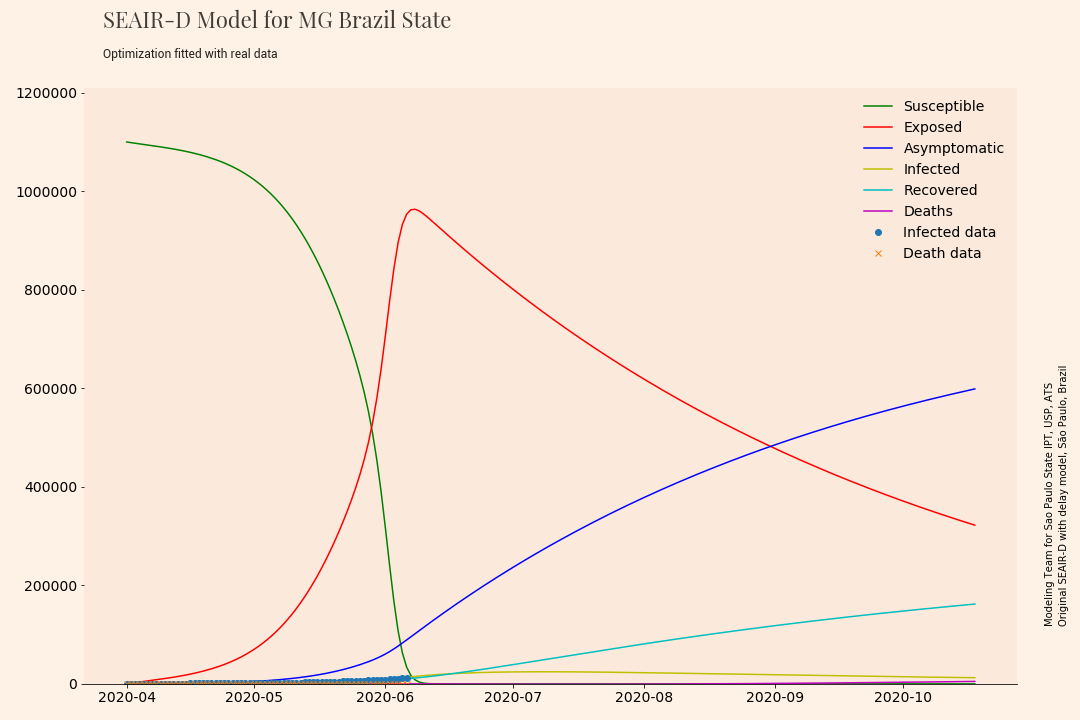 SEAIR-D Model for MG Brazil State
Optimization fitted with real data
1200000
1000000
800000
600000
400000
200000
0
2020-04
2020-05
2020-06
2020-07
2020-08
2020-09
2020-10
Susceptible
Exposed
Asymptomatic
Infected
Recovered
Deaths
Infected data
Death data
Modeling Team for Sao Paulo State IPT, USP, ATS
Original SEAIR-D with delay model, São Paulo, Brazil